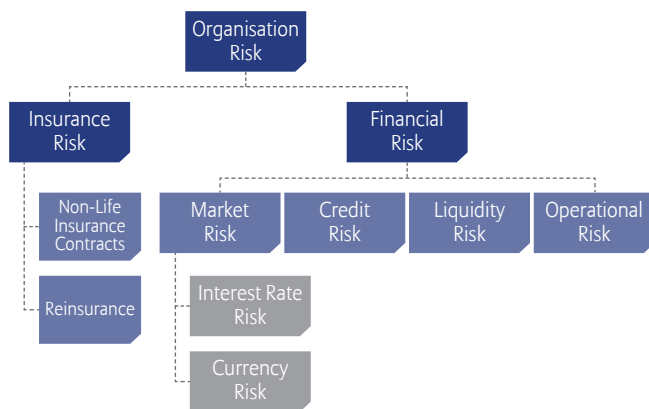 Organisation
Risk
Insurance
Risk
Financial
Risk
Non-Life
Insurance
Contracts
Market
Risk
Credit
Risk
Liquidity
Risk
Operational
Risk
Reinsurance
Interest Rate
Risk
Currency
Risk